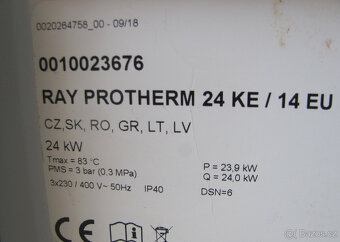 0020264758_00 - 09/18
0010023676
RAY PROTHERM 24 KE / 14 EU
CZ,SK, RO, GR, LT, LV
24 kW
Tmax = 83 °C
PMS = 3 bar (0.3 MPa)
3x230 / 400 V~ 50Hz IP40
P = 23,9 kW
Q = 24,0 kW
DSN=6
CE